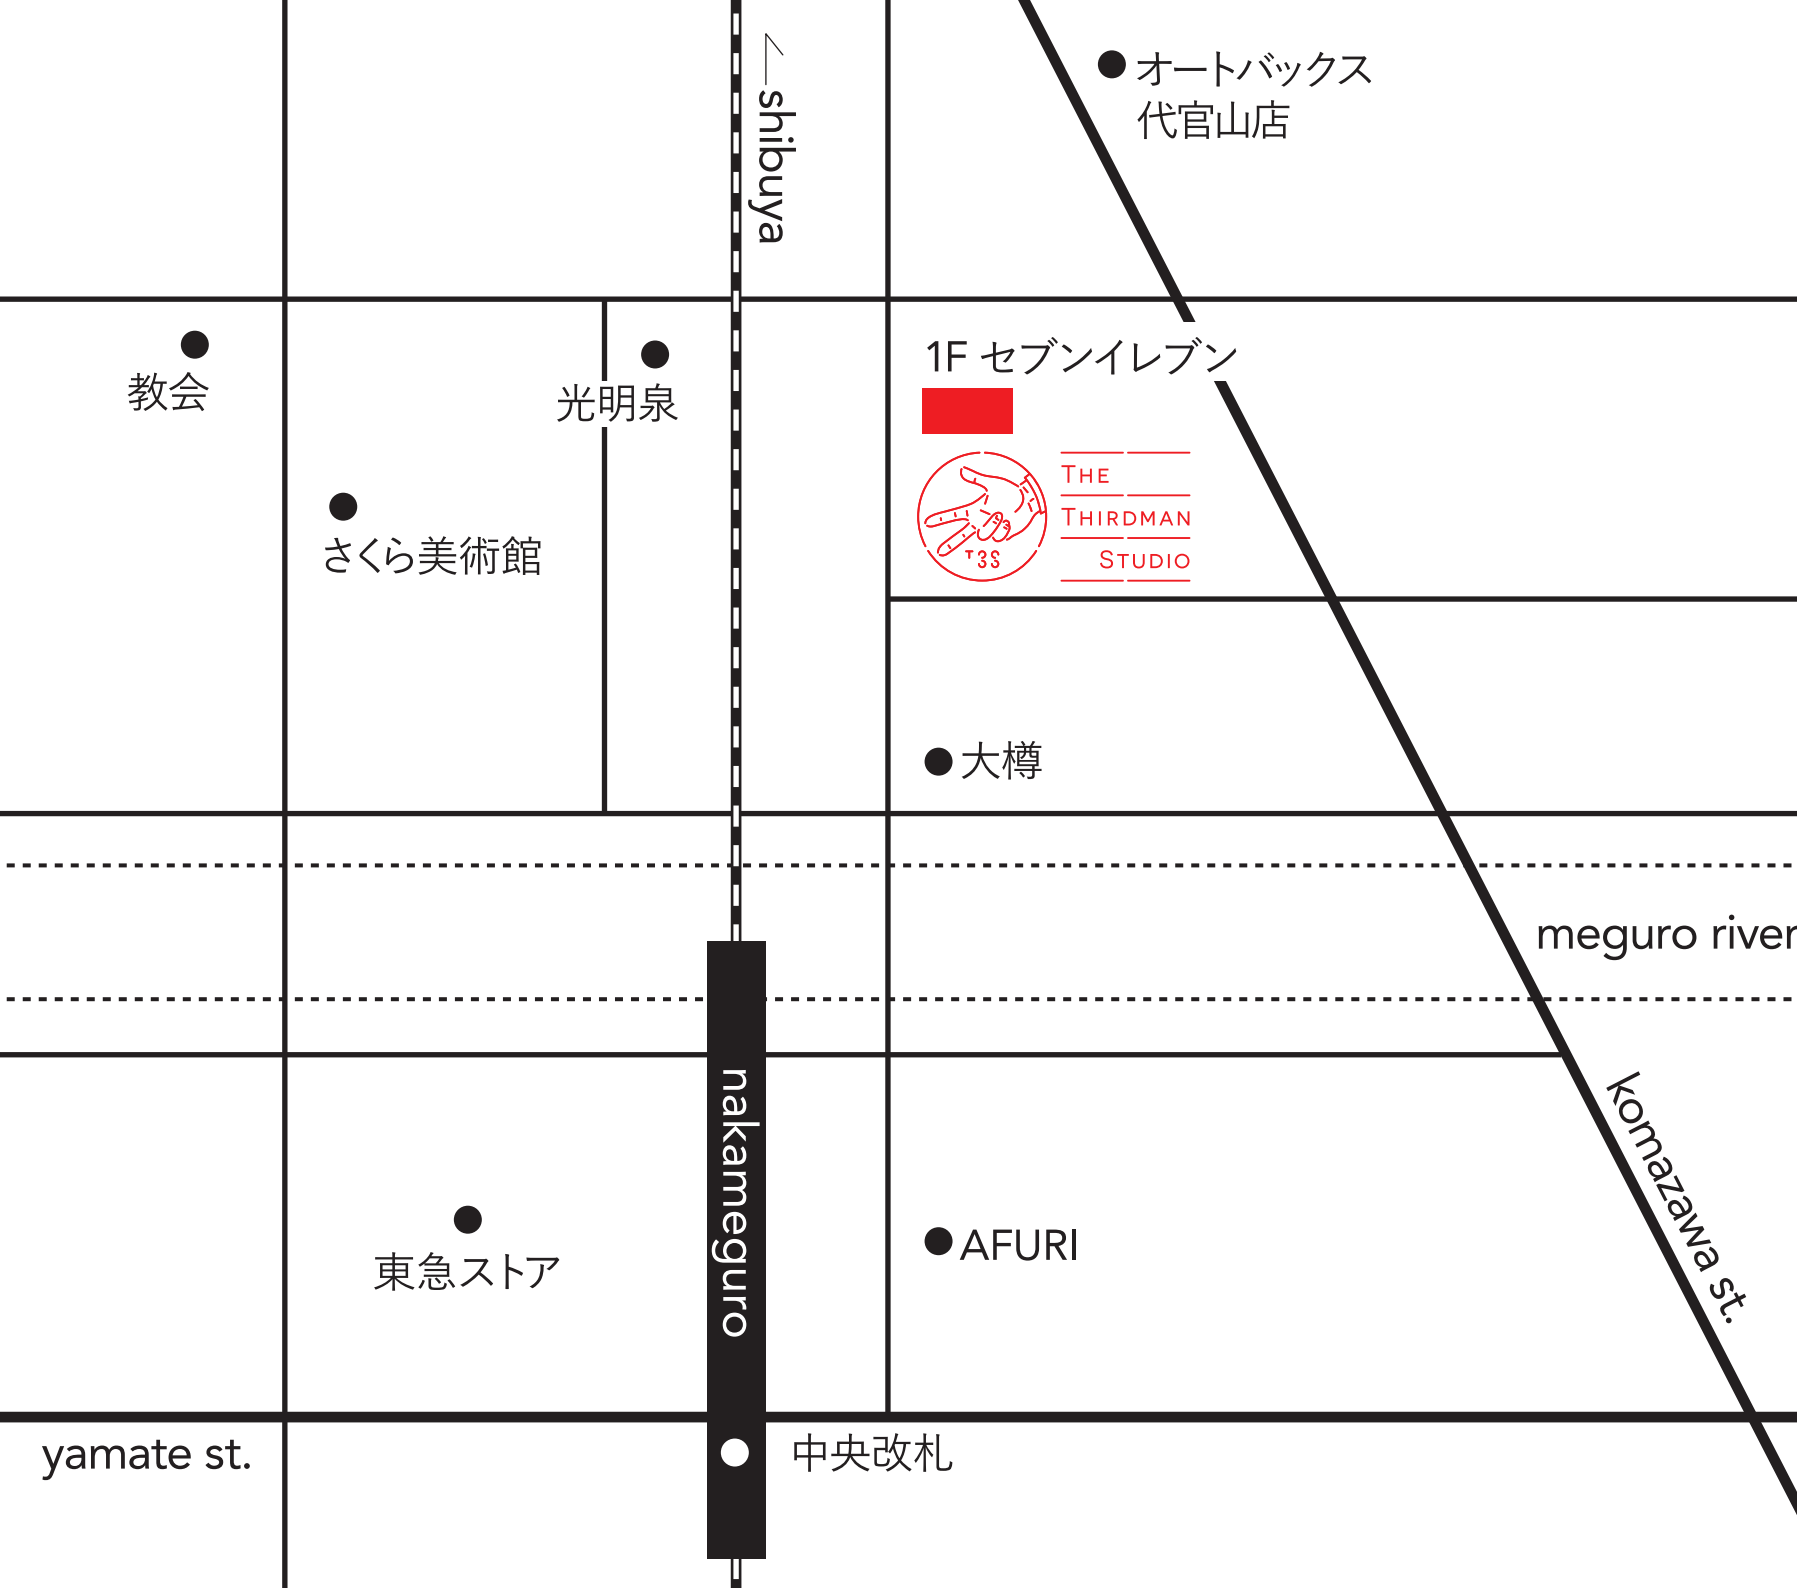 オートバックス
代官山店
shibuya
1F セブンイレブン
教会
光明泉
THE
THIRDMAN
STUDIO
T3S
さくら美術館
大樽
meguro river
nakameguro
komazawa st.
東急ストア
AFURI
yamate st.
中央改札